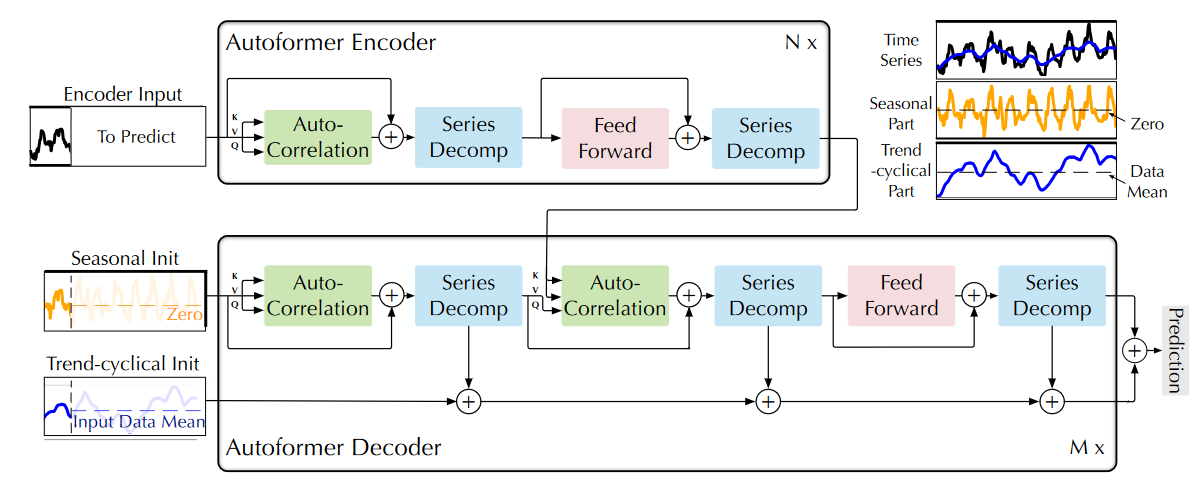 Autoformer Encoder
N x
Encoder Input
To Predict
K
V
Q
Auto-
Correlation
+
Series
Decomp
Feed
Forward
+
Series
Decomp
Time
Series
Seasonal
Part
Zero
Trend
-cyclical
Part
Data
Mean
Seasonal Init
Zero
K
V
Q
Auto-
Correlation
+
Series
Decomp
K
V
Q
Auto-
Correlation
+
Series
Decomp
Feed
Forward
+
Series
Decomp
+
Prediction
Trend-cyclical Init
Input Data Mean
+
+
+
Autoformer Decoder
M x